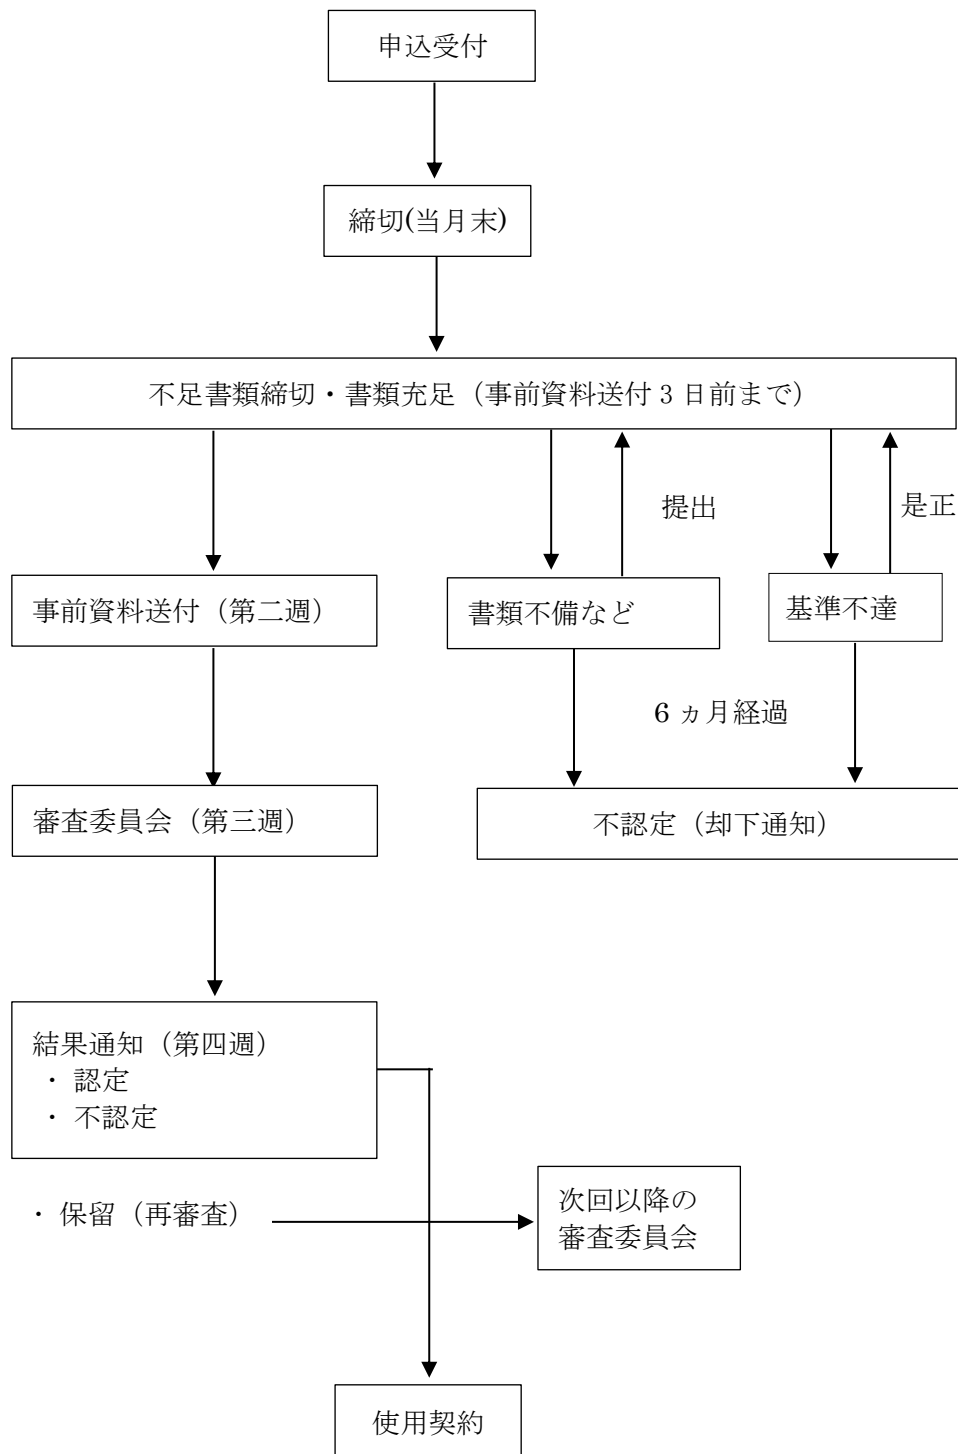 申込受付
締切(当月末)
不足書類締切・書類充足（事前資料送付 3 日前まで）
提出
是正
事前資料送付（第二週）
書類不備など
基準不達
6 ヵ月経過
審査委員会（第三週）
不認定（却下通知）
結果通知（第四週）
・ 認定
・ 不認定
・ 保留（再審査）
次回以降の
審査委員会
使用契約